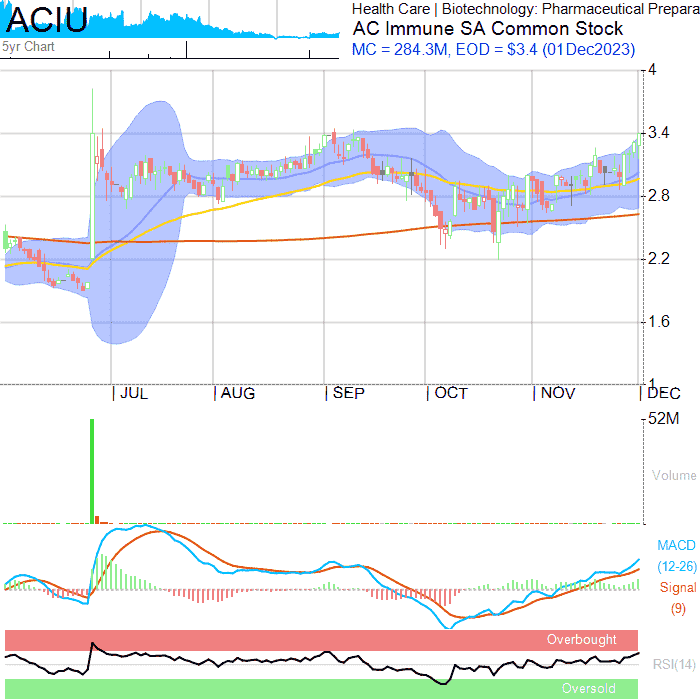 ACIU
5yr Chart
Health Care | Biotechnology: Pharmaceutical Prepara
AC Immune SA Common Stock
MC = 284.3M, EOD = $3.4 (01Dec2023)
4
3.4
2.8
2.2
1.6
1
JUL
AUG
SEP
OCT
NOV
DEC
52M
Volume
MACD
(12-26)
Signal
(9)
Overbought
RSI(14)
Oversold